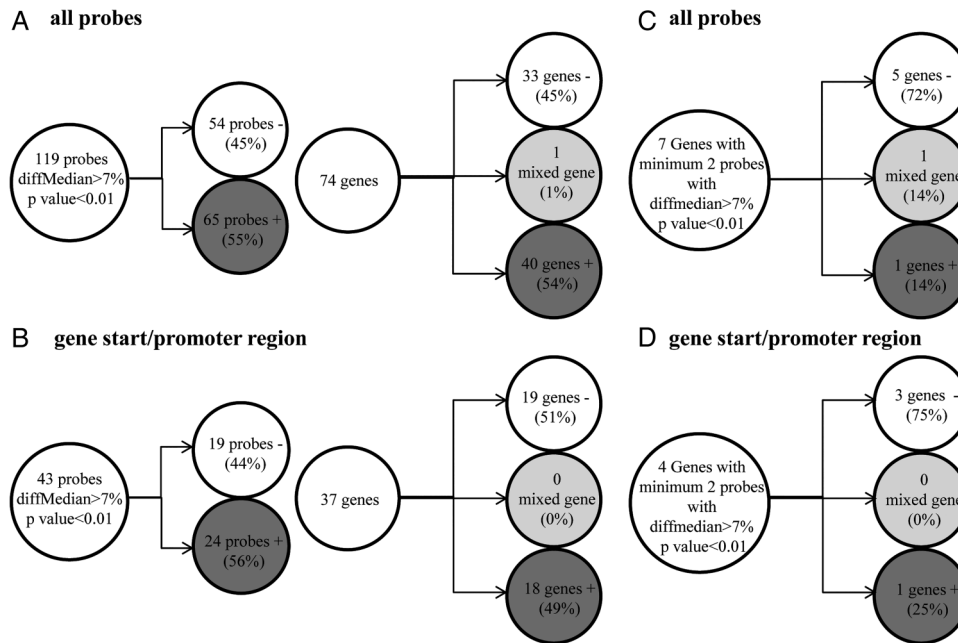 A all probes
119 probes
diffMedian>7%
p value<0.01
54 probes -
(45%)
65 probes +
(55%)
74 genes
33 genes -
(45%)
1
mixed gene
(1%)
40 genes +
(54%)
C all probes
7 Genes with
minimum 2 probes
with
diffmedian>7%
p value<0.01
5 genes -
(72%)
1
mixed gene
(14%)
1 genes +
(14%)
B gene start/promoter region
43 probes
diffMedian>7%
p value<0.01
19 probes -
(44%)
24 probes +
(56%)
37 genes
19 genes -
(51%)
0
mixed gene
(0%)
18 genes +
(49%)
D gene start/promoter region
4 Genes with
minimum 2 probes
with
diffmedian>7%
p value<0.01
3 genes -
(75%)
0
mixed gene
(0%)
1 genes +
(25%)